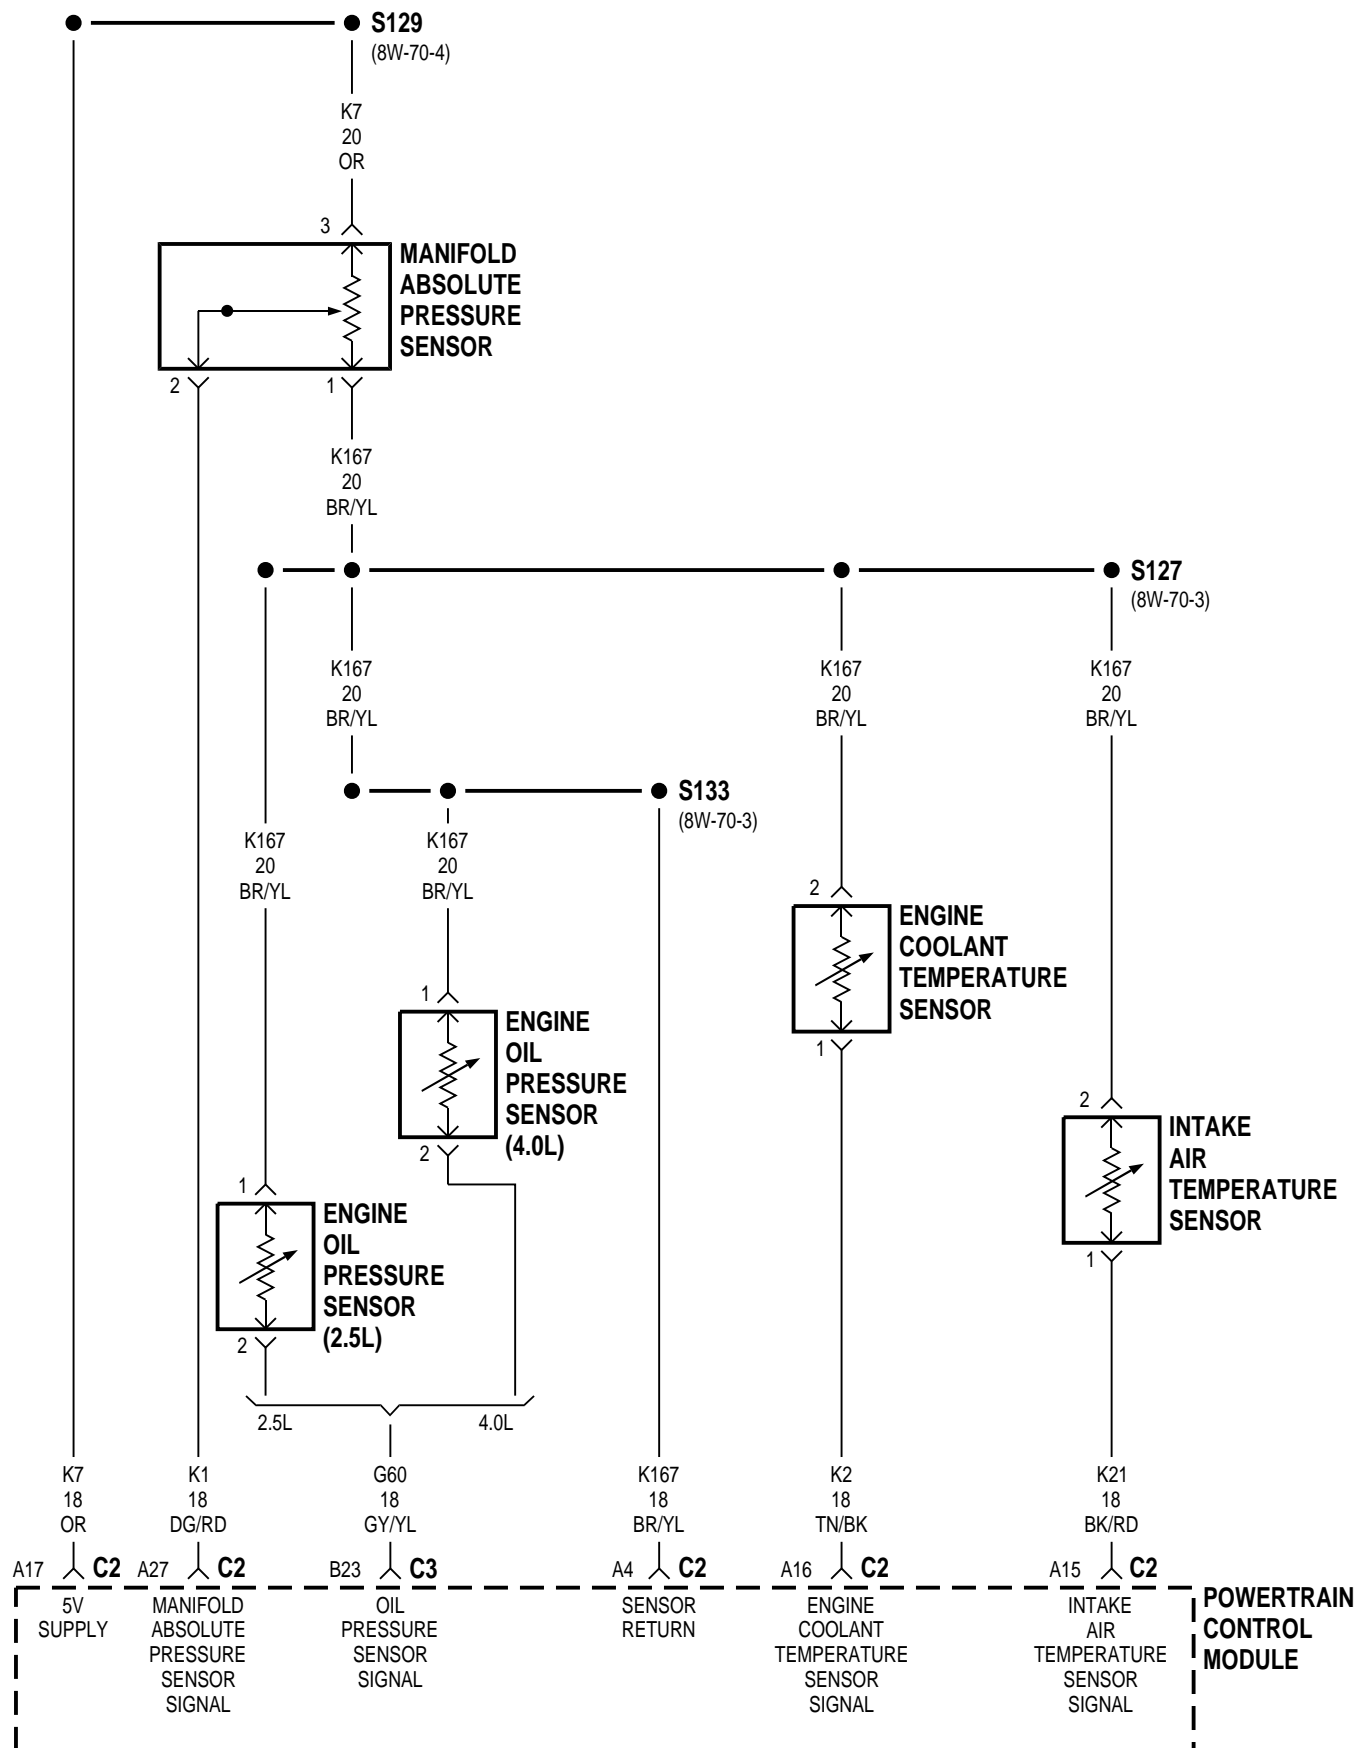 S129
(8W-70-4)
K7
20
OR
3
MANIFOLD
ABSOLUTE
PRESSURE
SENSOR
2
1
K167
20
BR/YL
S127
(8W-70-3)
K167
20
BR/YL
K167
20
BR/YL
K167
20
BR/YL
S133
(8W-70-3)
K167
20
BR/YL
K167
20
BR/YL
2
ENGINE
COOLANT
TEMPERATURE
SENSOR
1
1
ENGINE
OIL
PRESSURE
SENSOR
(4.0L)
2
2
INTAKE
AIR
TEMPERATURE
SENSOR
1
1
ENGINE
OIL
PRESSURE
SENSOR
(2.5L)
2
2.5L
4.0L
K7
18
OR
K1
18
DG/RD
G60
18
GY/YL
K167
18
BR/YL
K2
18
TN/BK
K21
18
BK/RD
A17 C2
A27 C2
B23 C3
A4 C2
A16 C2
A15 C2
5V
SUPPLY
MANIFOLD
ABSOLUTE
PRESSURE
SENSOR
SIGNAL
OIL
PRESSURE
SENSOR
SIGNAL
SENSOR
RETURN
ENGINE
COOLANT
TEMPERATURE
SENSOR
SIGNAL
INTAKE
AIR
TEMPERATURE
SENSOR
SIGNAL
POWERTRAIN
CONTROL
MODULE